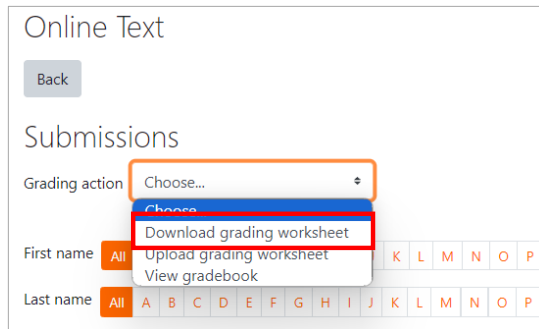 Online Text
Back
Submissions
Grading action Choose...
Choose...
Download grading worksheet
Upload grading worksheet
View gradebook
First name All J K L M N O P
Last name All A B C D E F G H I J K L M N O P